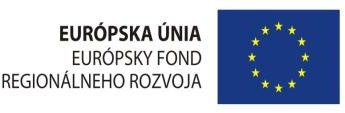 EURÓPSKA ÚNIA
EURÓPSKY FOND
REGIONÁLNEHO ROZVOJA